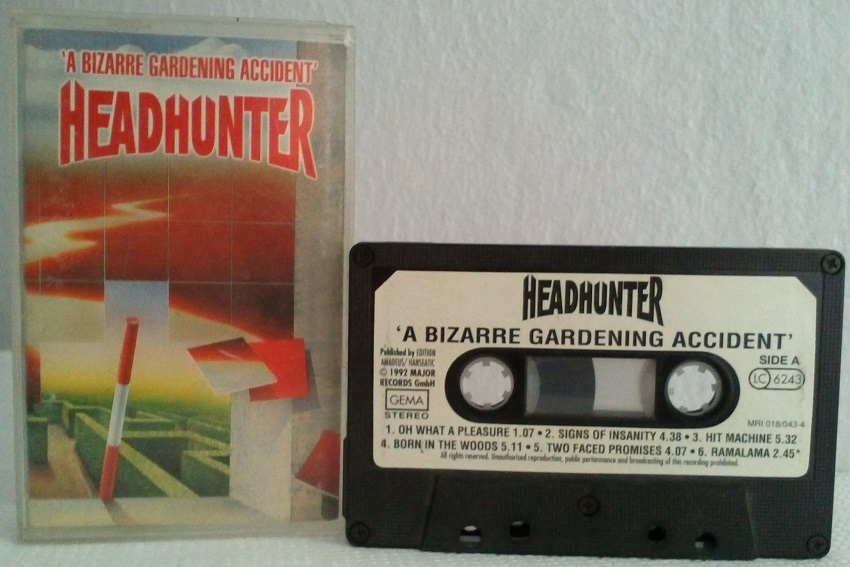 'A BIZARRE GARDENING ACCIDENT'
HEADHUNTER
HEADHUNTER
'A BIZARRE GARDENING ACCIDENT'
Published by EDITION
AMADEUS/ HANSEATIC
© 1992 MAJOR
RECORDS GmbH
GEMA
STEREO
SIDE A
LC 6243
MRI 018/043-4
1. OH WHAT A PLEASURE 1.07 • 2. SIGNS OF INSANITY 4.38 • 3. HIT MACHINE 5.32
4. BORN IN THE WOODS 5.11 • 5. TWO FACED PROMISES 4.07 • 6. RAMALAMA 2.45*
All rights reserved. Unauthorized reproduction, public performance and broadcasting of this recording prohibited.